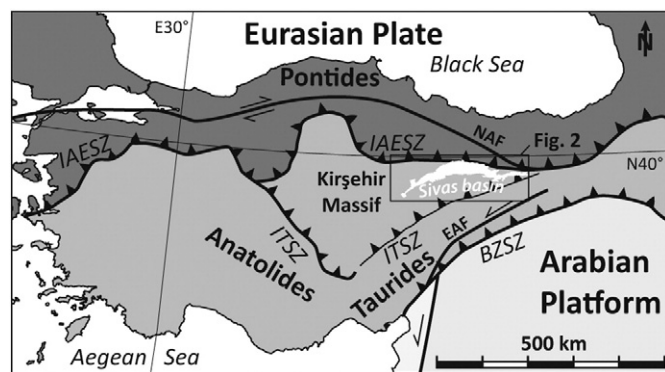 E30°
Eurasian Plate
N
Pontides
Black Sea
NAF
Fig. 2
IAESZ
IAESZ
N40°
Kirşehir
Massif
Sivas basin
ITSZ
ITSZ
EAF
BZSZ
Anatolides
Taurides
Arabian
Platform
500 km
Aegean Sea